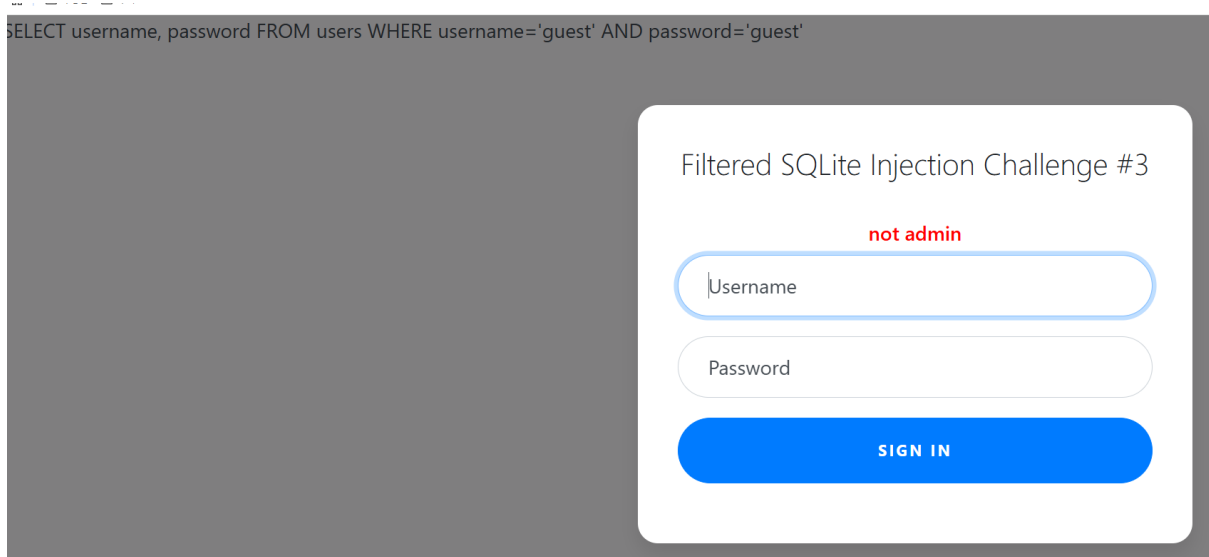 SELECT username, password FROM users WHERE username='guest' AND password='guest'
Filtered SQLite Injection Challenge #3
not admin
Username
Password
SIGN IN